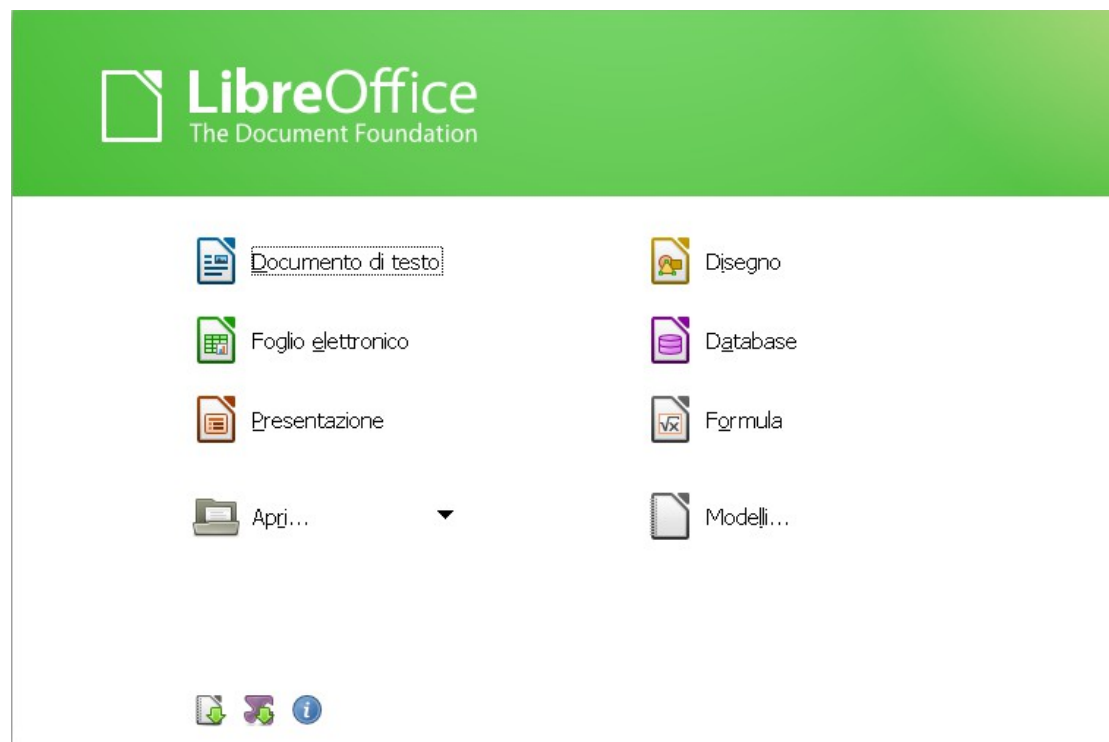 LibreOffice
The Document Foundation
Documento di testo
Disegno
Foglio elettronico
Database
Presentazione
Formula
Apri...
Modelli...